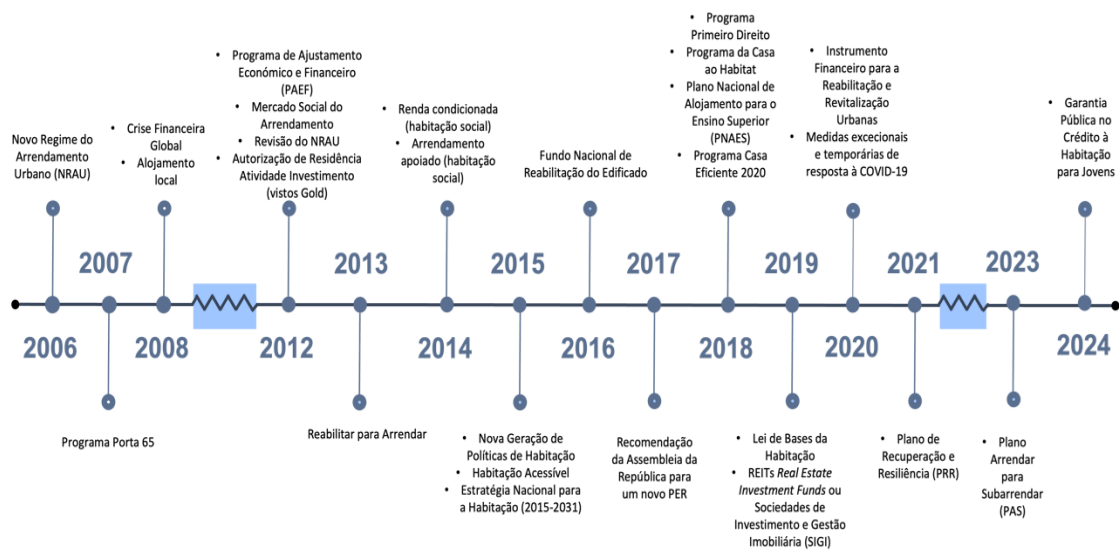 Novo Regime do
Arrendamento
Urbano (NRAU)
• Crise Financeira
Global
• Alojamento
local
• Programa de Ajustamento
Económico e Financeiro
(PAEF)
• Mercado Social do
Arrendamento
• Revisão do NRAU
• Autorização de Residência
Atividade Investimento
(vistos Gold)
• Renda condicionada
(habitação social)
• Arrendamento
apoiado (habitação
social)
Fundo Nacional de
Reabilitação do Edificado
• Programa
Primeiro Direito
• Programa da Casa
ao Habitat
• Plano Nacional de
Alojamento para o
Ensino Superior
(PNAES)
• Programa Casa
Eficiente 2020
• Instrumento
Financeiro para a
Reabilitação e
Revitalização
Urbanas
• Medidas excecionais
e temporárias de
resposta à COVID-19
• Garantia
Pública no
Crédito à
Habitação
para Jovens
2007
2013
2015
2017
2019
2021
2023
2006
2008
2012
2014
2016
2018
2020
2024
Programa Porta 65
Reabilitar para Arrendar
• Nova Geração de
Políticas de Habitação
• Habitação Acessível
• Estratégia Nacional para
a Habitação (2015-2031)
Recomendação
da Assembleia da
República para
um novo PER
• Lei de Bases da
Habitação
• REITs Real Estate
Investment Funds ou
Sociedades de
Investimento e Gestão
Imobiliária (SIGI)
• Plano de
Recuperação e
Resiliência (PRR)
• Plano
Arrendar
para
Subarrendar
(PAS)